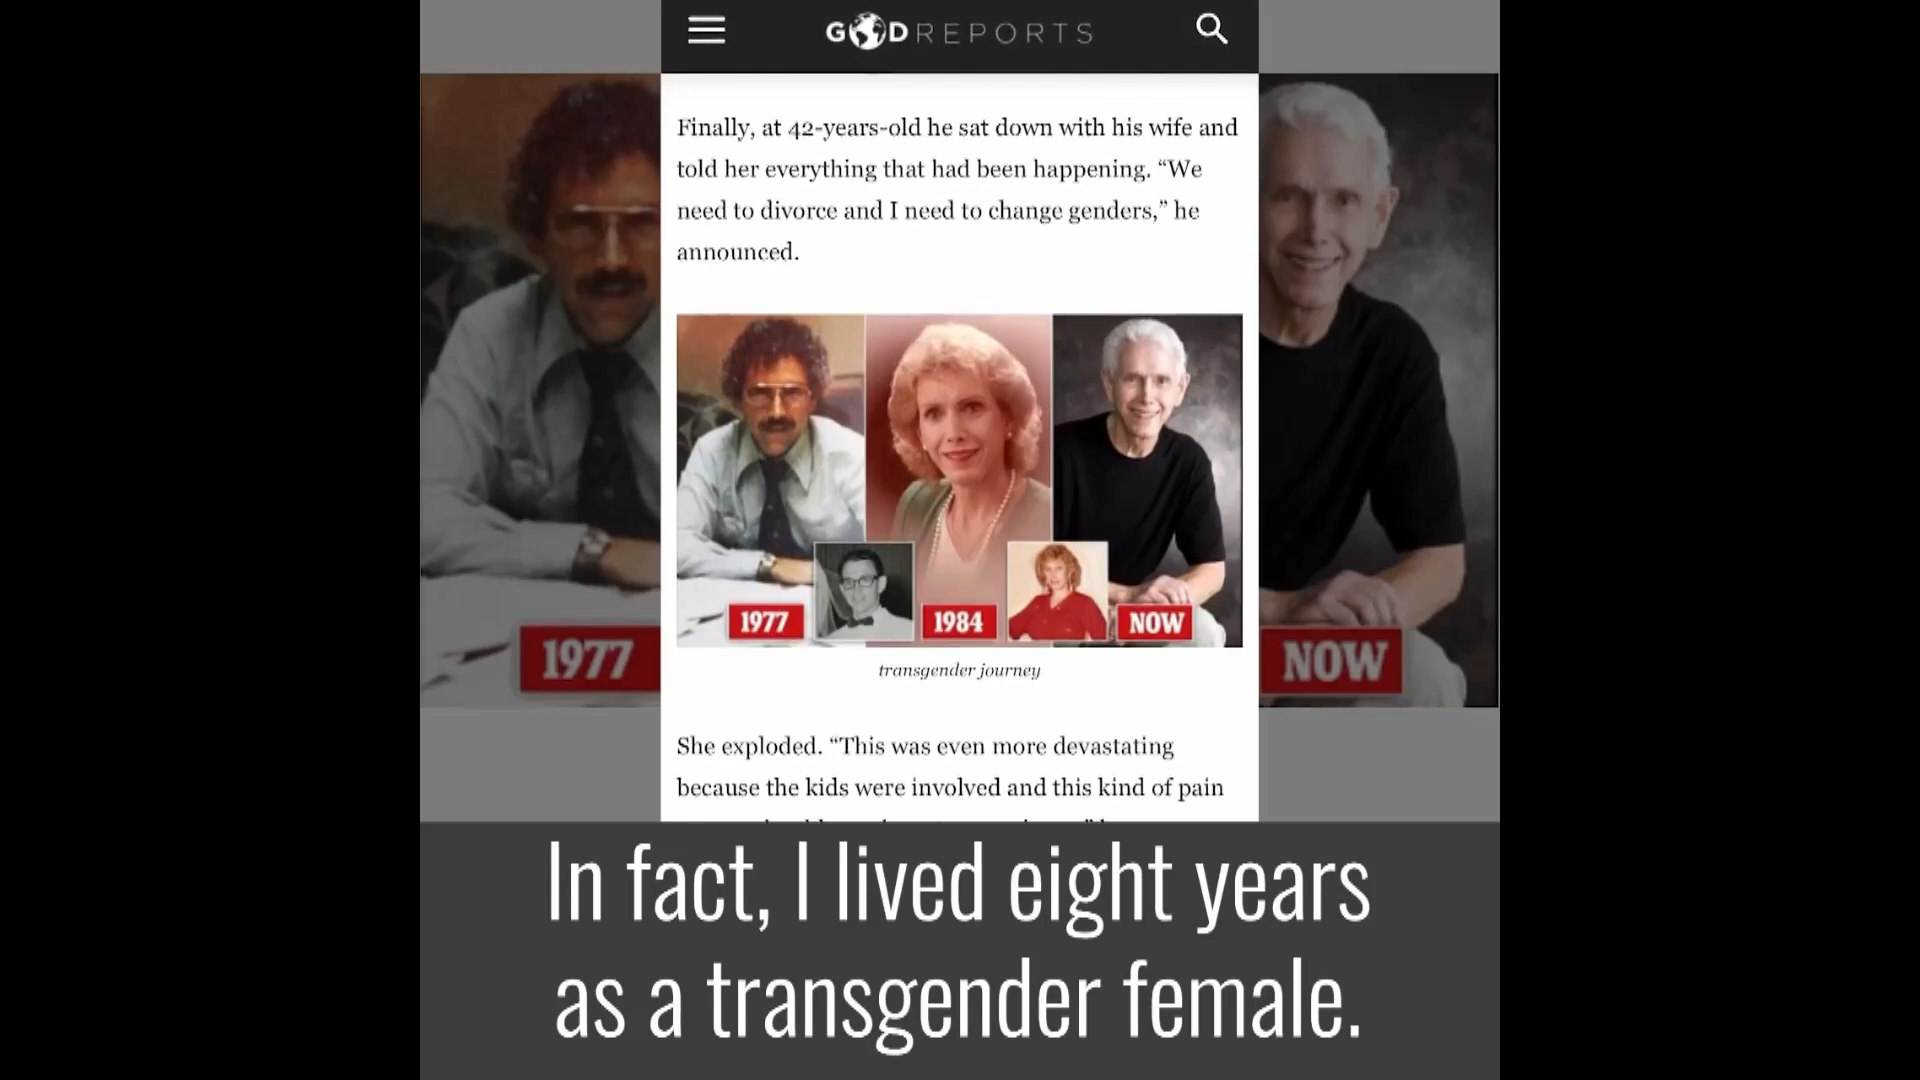 GOD REPORTS
Finally, at 42-years-old he sat down with his wife and
told her everything that had been happening. “We
need to divorce and I need to change genders,” he
announced.
1977
1984
NOW
1977
NOW
transgender journey
She exploded. “This was even more devastating
because the kids were involved and this kind of pain
In fact, I lived eight years
as a transgender female.